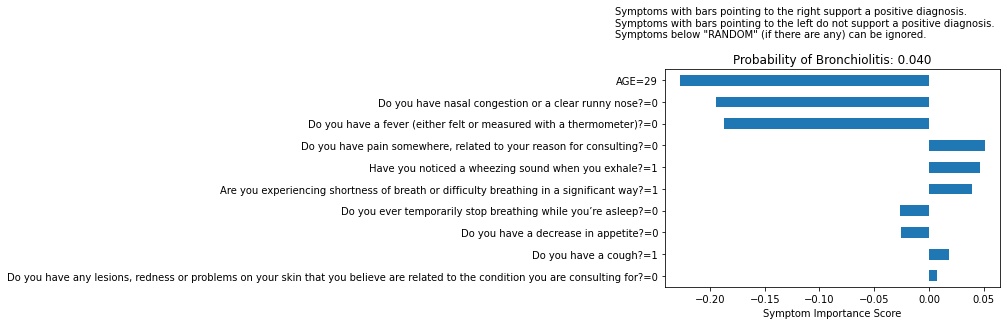 Symptoms with bars pointing to the right support a positive diagnosis.
Symptoms with bars pointing to the left do not support a positive diagnosis.
Symptoms below "RANDOM" (if there are any) can be ignored.
Probability of Bronchiolitis: 0.040
AGE=29
Do you have nasal congestion or a clear runny nose?=0
Do you have a fever (either felt or measured with a thermometer)?=0
Do you have pain somewhere, related to your reason for consulting?=0
Have you noticed a wheezing sound when you exhale?=1
Are you experiencing shortness of breath or difficulty breathing in a significant way?=1
Do you ever temporarily stop breathing while you’re asleep?=0
Do you have a decrease in appetite?=0
Do you have a cough?=1
Do you have any lesions, redness or problems on your skin that you believe are related to the condition you are consulting for?=0
−0.20 −0.15 −0.10 −0.05 0.00 0.05
Symptom Importance Score